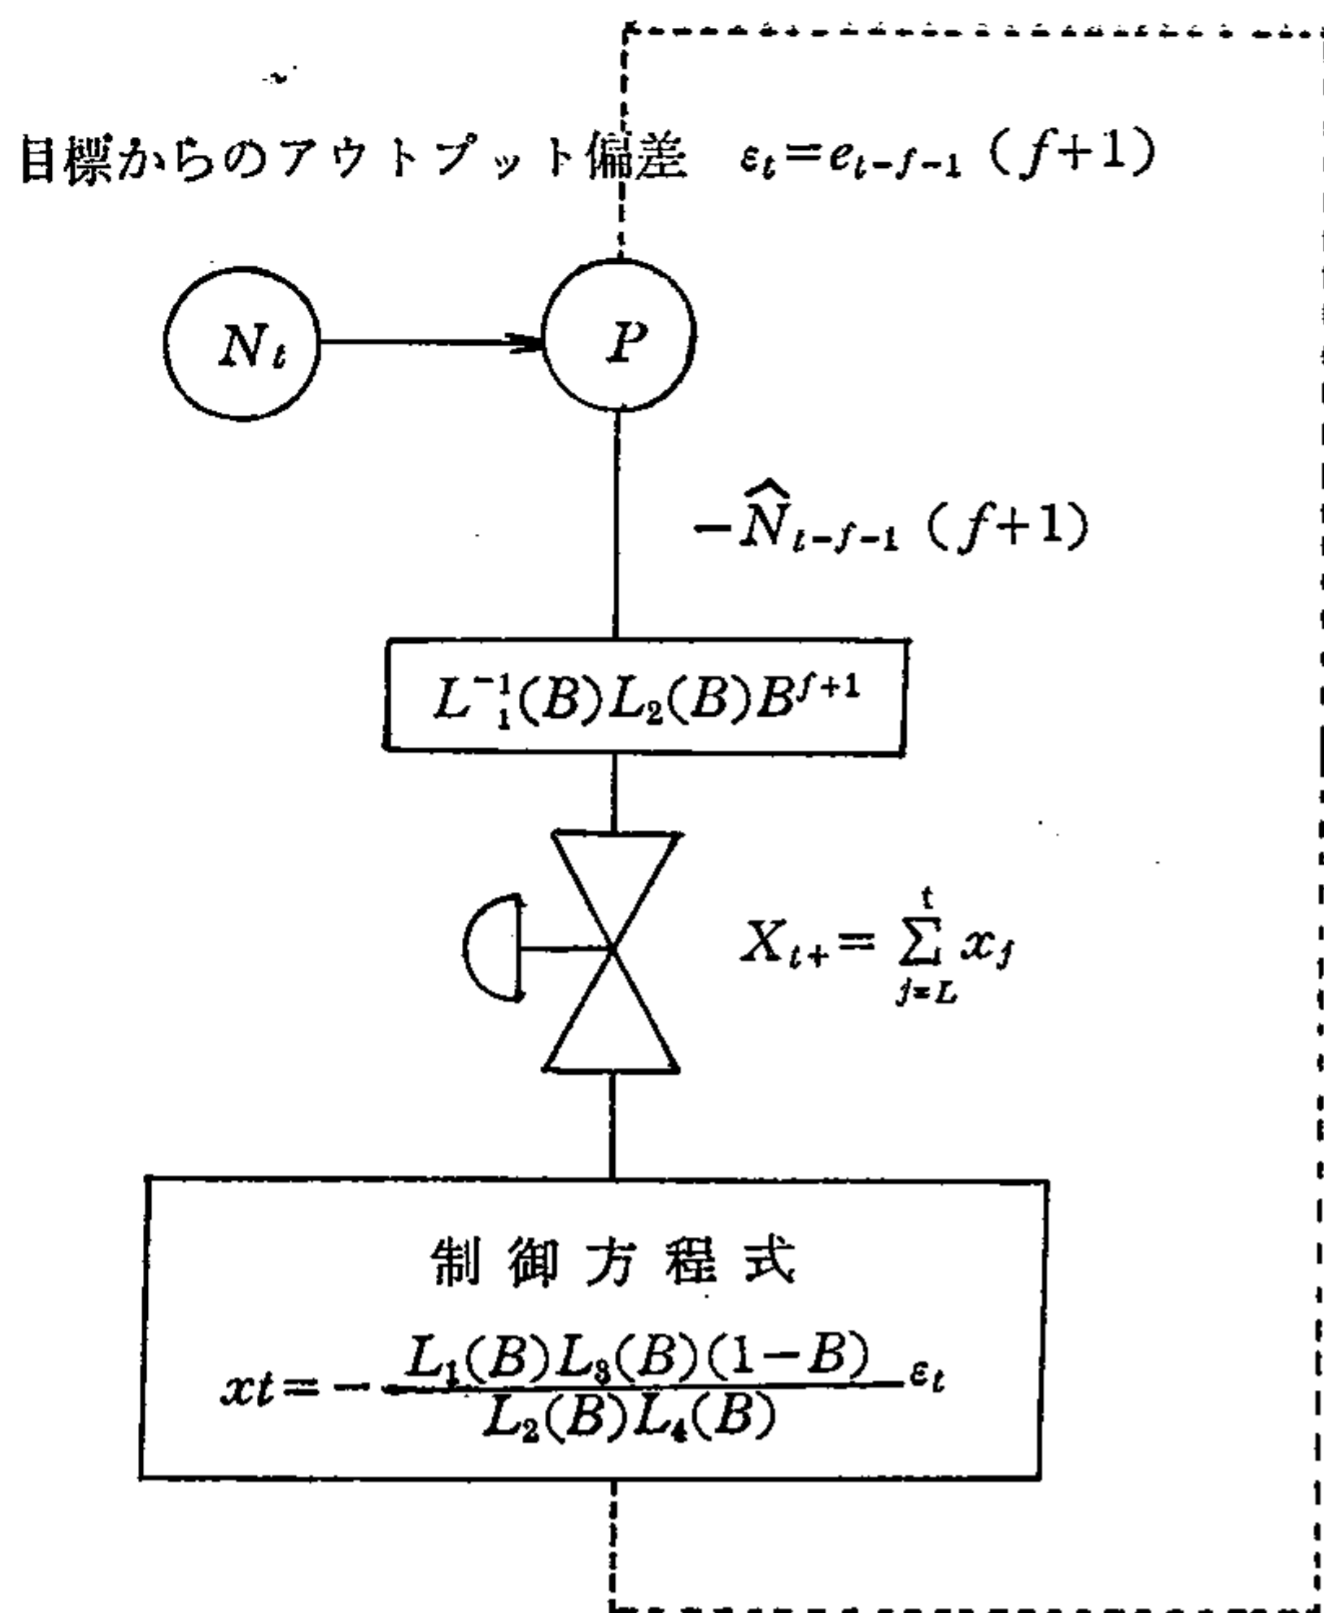 目標からのアウトプット偏差 εₜ=eₜ₋f₋₁ (f+1)
Nₜ
P
−N̂ₜ₋f₋₁ (f+1)
L₁⁻¹(B)L₂(B)Bᶠ⁺¹
Xₜ₊=∑ᵗⱼ₌L xⱼ
制御方程式
xt=−L₁(B)L₃(B)(1−B)/L₂(B)L₄(B) εₜ